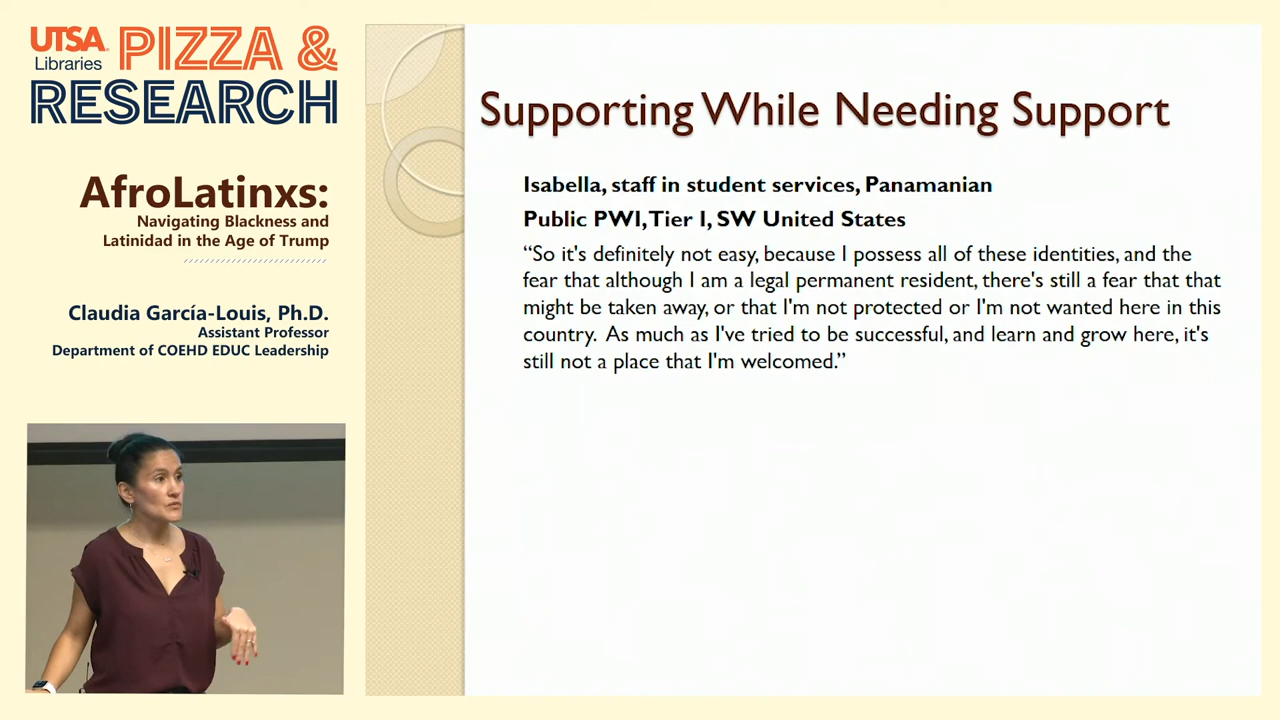 UTSA
Libraries
PIZZA &
RESEARCH
AfroLatinxs:
Navigating Blackness and
Latinidad in the Age of Trump
Claudia García-Louis, Ph.D.
Assistant Professor
Department of COEHD EDUC Leadership
Supporting While Needing Support
Isabella, staff in student services, Panamanian
Public PWI, Tier I, SW United States
“So it's definitely not easy, because I possess all of these identities, and the
fear that although I am a legal permanent resident, there's still a fear that that
might be taken away, or that I'm not protected or I'm not wanted here in this
country. As much as I've tried to be successful, and learn and grow here, it's
still not a place that I'm welcomed.”